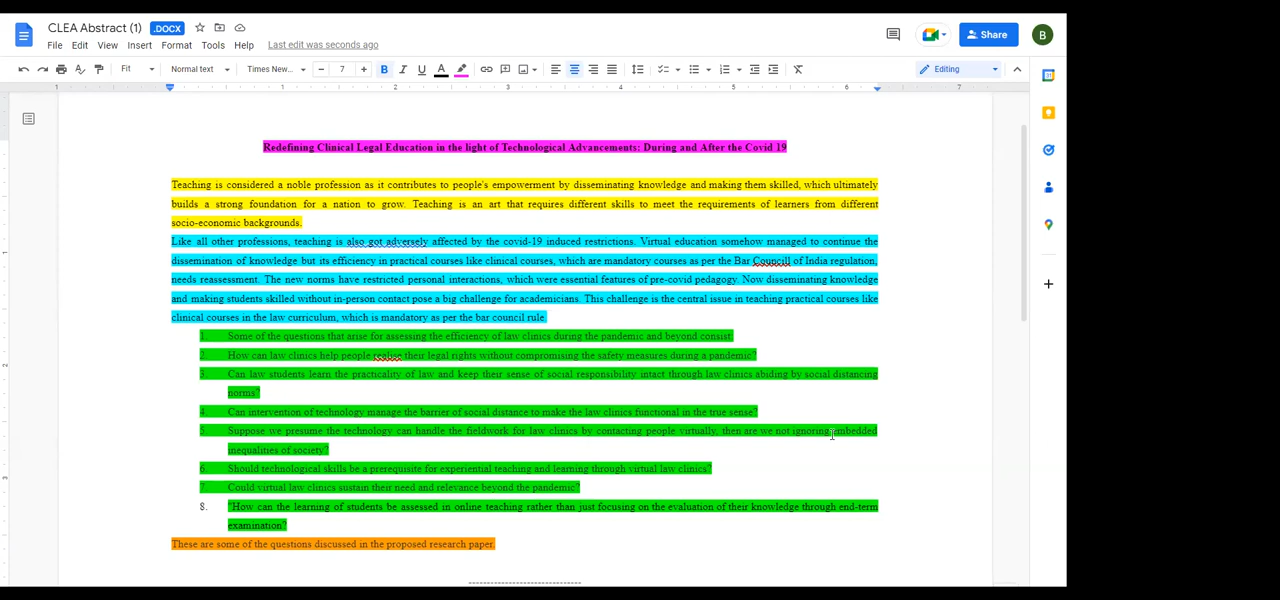 CLEA Abstract (1) .DOCX
File Edit View Insert Format Tools Help Last edit was seconds ago
Share
B
Fit Normal text Times New... 7 B I U A Editing
1 1 2 3 4 5 6 7
Redefining Clinical Legal Education in the light of Technological Advancements: During and After the Covid 19
Teaching is considered a noble profession as it contributes to people's empowerment by disseminating knowledge and making them skilled, which ultimately
builds a strong foundation for a nation to grow. Teaching is an art that requires different skills to meet the requirements of learners from different
socio-economic backgrounds.
Like all other professions, teaching is also got adversely affected by the covid-19 induced restrictions. Virtual education somehow managed to continue the
dissemination of knowledge but its efficiency in practical courses like clinical courses, which are mandatory courses as per the Bar Councill of India regulation,
needs reassessment. The new norms have restricted personal interactions, which were essential features of pre-covid pedagogy. Now disseminating knowledge
and making students skilled without in-person contact pose a big challenge for academicians. This challenge is the central issue in teaching practical courses like
clinical courses in the law curriculum, which is mandatory as per the bar council rule.
1. Some of the questions that arise for assessing the efficiency of law clinics during the pandemic and beyond consist:
2. How can law clinics help people realise their legal rights without compromising the safety measures during a pandemic?
3. Can law students learn the practicality of law and keep their sense of social responsibility intact through law clinics abiding by social distancing
norms?
4. Can intervention of technology manage the barrier of social distance to make the law clinics functional in the true sense?
5. Suppose we presume the technology can handle the fieldwork for law clinics by contacting people virtually, then are we not ignoring embedded
inequalities of society?
6. Should technological skills be a prerequisite for experiential teaching and learning through virtual law clinics?
7. Could virtual law clinics sustain their need and relevance beyond the pandemic?
8. "How can the learning of students be assessed in online teaching rather than just focusing on the evaluation of their knowledge through end-term
examination?
These are some of the questions discussed in the proposed research paper.